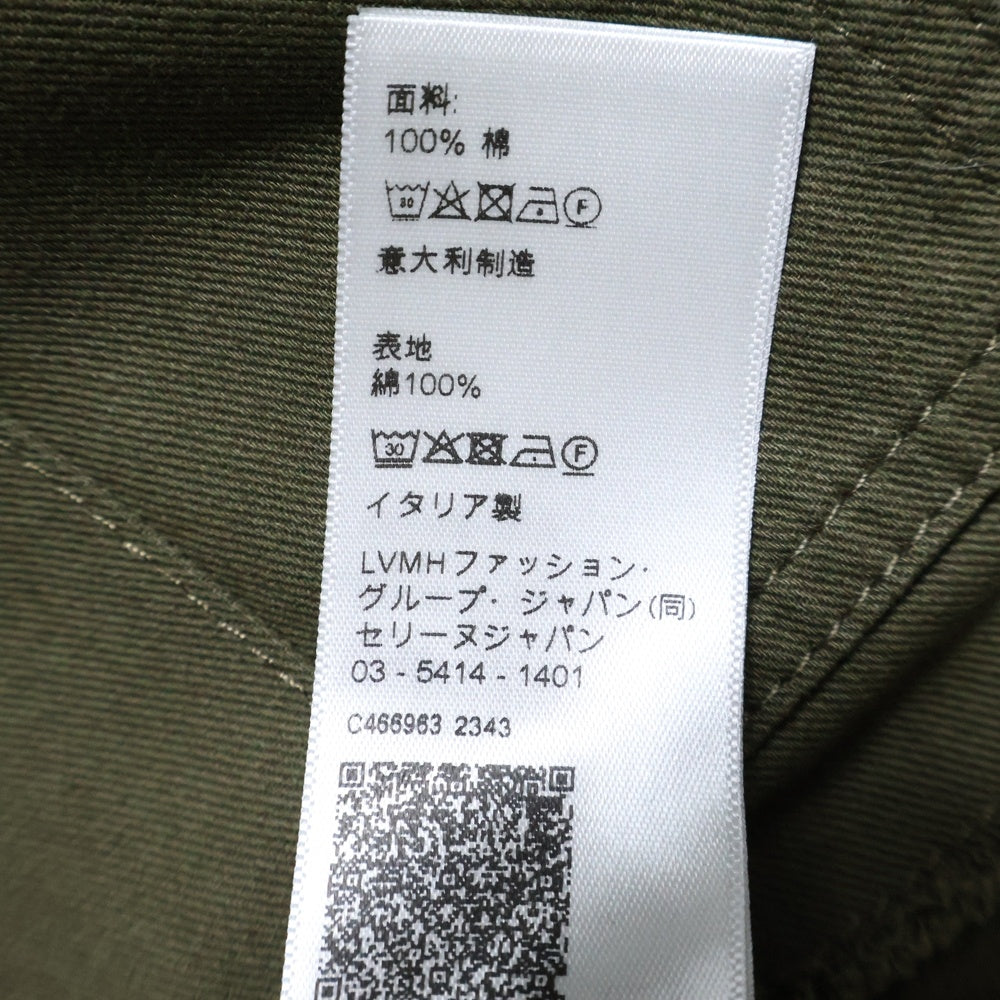 面料:
100% 棉
30 F
意大利制造
表地
綿100%
30 F
イタリア製
LVMHファッション·
グループ· ジャパン(同)
セリーヌジャパン
03 - 5414 - 1401
C466963 2343